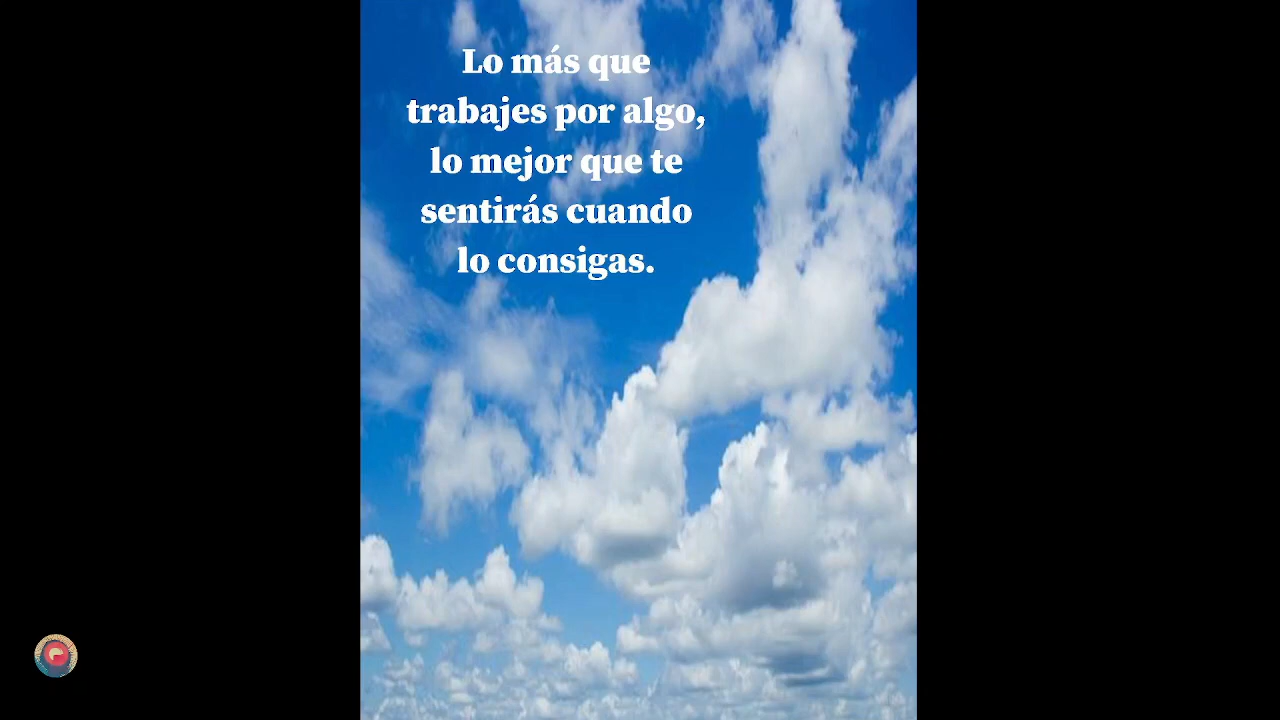 Lo más que
trabajes por algo,
lo mejor que te
sentirás cuando
lo consigas.